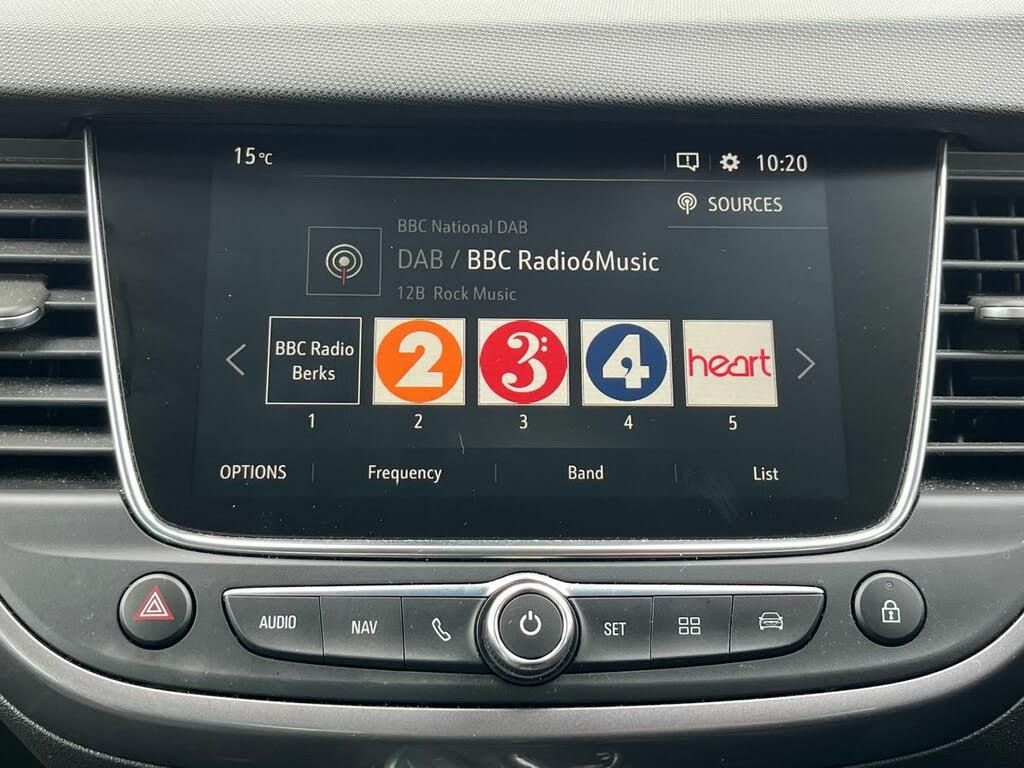 15°C
10:20
SOURCES
BBC National DAB
DAB / BBC Radio6Music
12B Rock Music
BBC Radio
Berks
2
3
4
heart
1
2
3
4
5
OPTIONS
Frequency
Band
List
AUDIO
NAV
SET